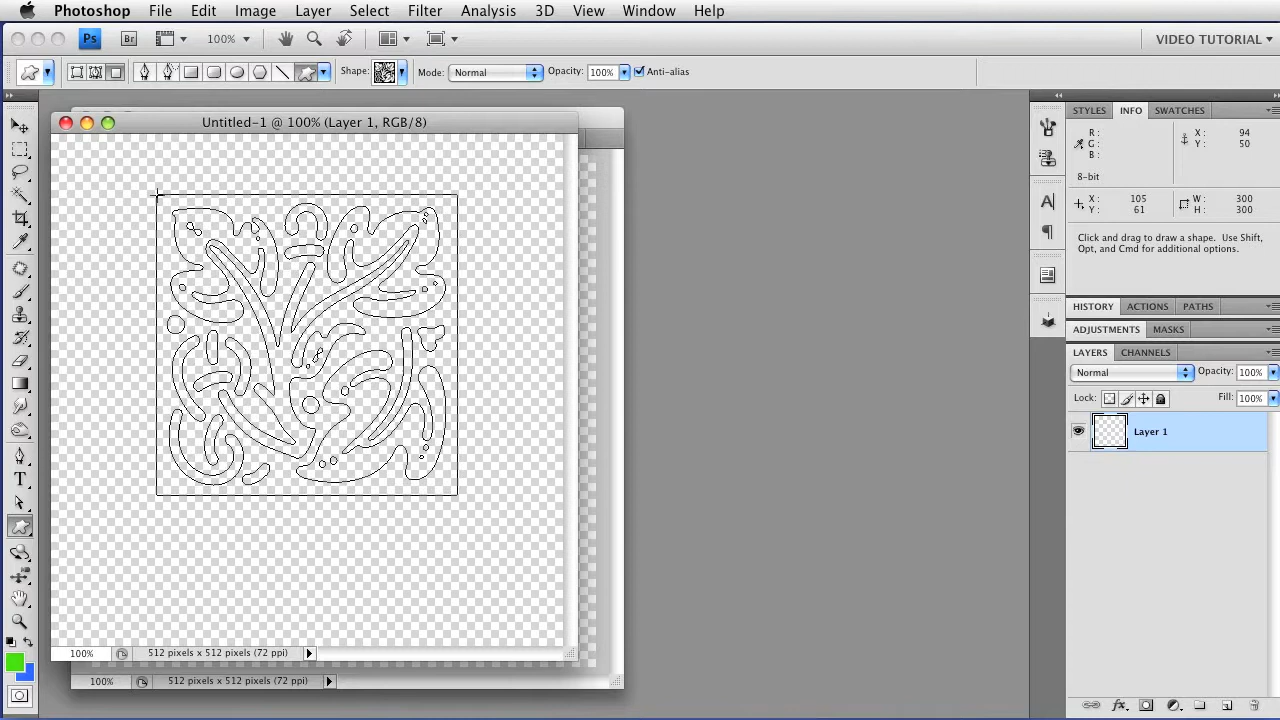 Photoshop File Edit Image Layer Select Filter Analysis 3D View Window Help
Ps Br 100% VIDEO TUTORIAL
Shape: Mode: Normal Opacity: 100% Anti-alias
Untitled-1 @ 100% (Layer 1, RGB/8)
100% 512 pixels x 512 pixels (72 ppi)
100% 512 pixels x 512 pixels (72 ppi)
T
A
STYLES INFO SWATCHES
R : X : 94
G : Y : 50
B :
8-bit
X : 105 W : 300
Y : 61 H : 300
Click and drag to draw a shape. Use Shift,
Opt, and Cmd for additional options.
HISTORY ACTIONS PATHS
ADJUSTMENTS MASKS
LAYERS CHANNELS
Normal Opacity: 100%
Lock: Fill: 100%
Layer 1
fx